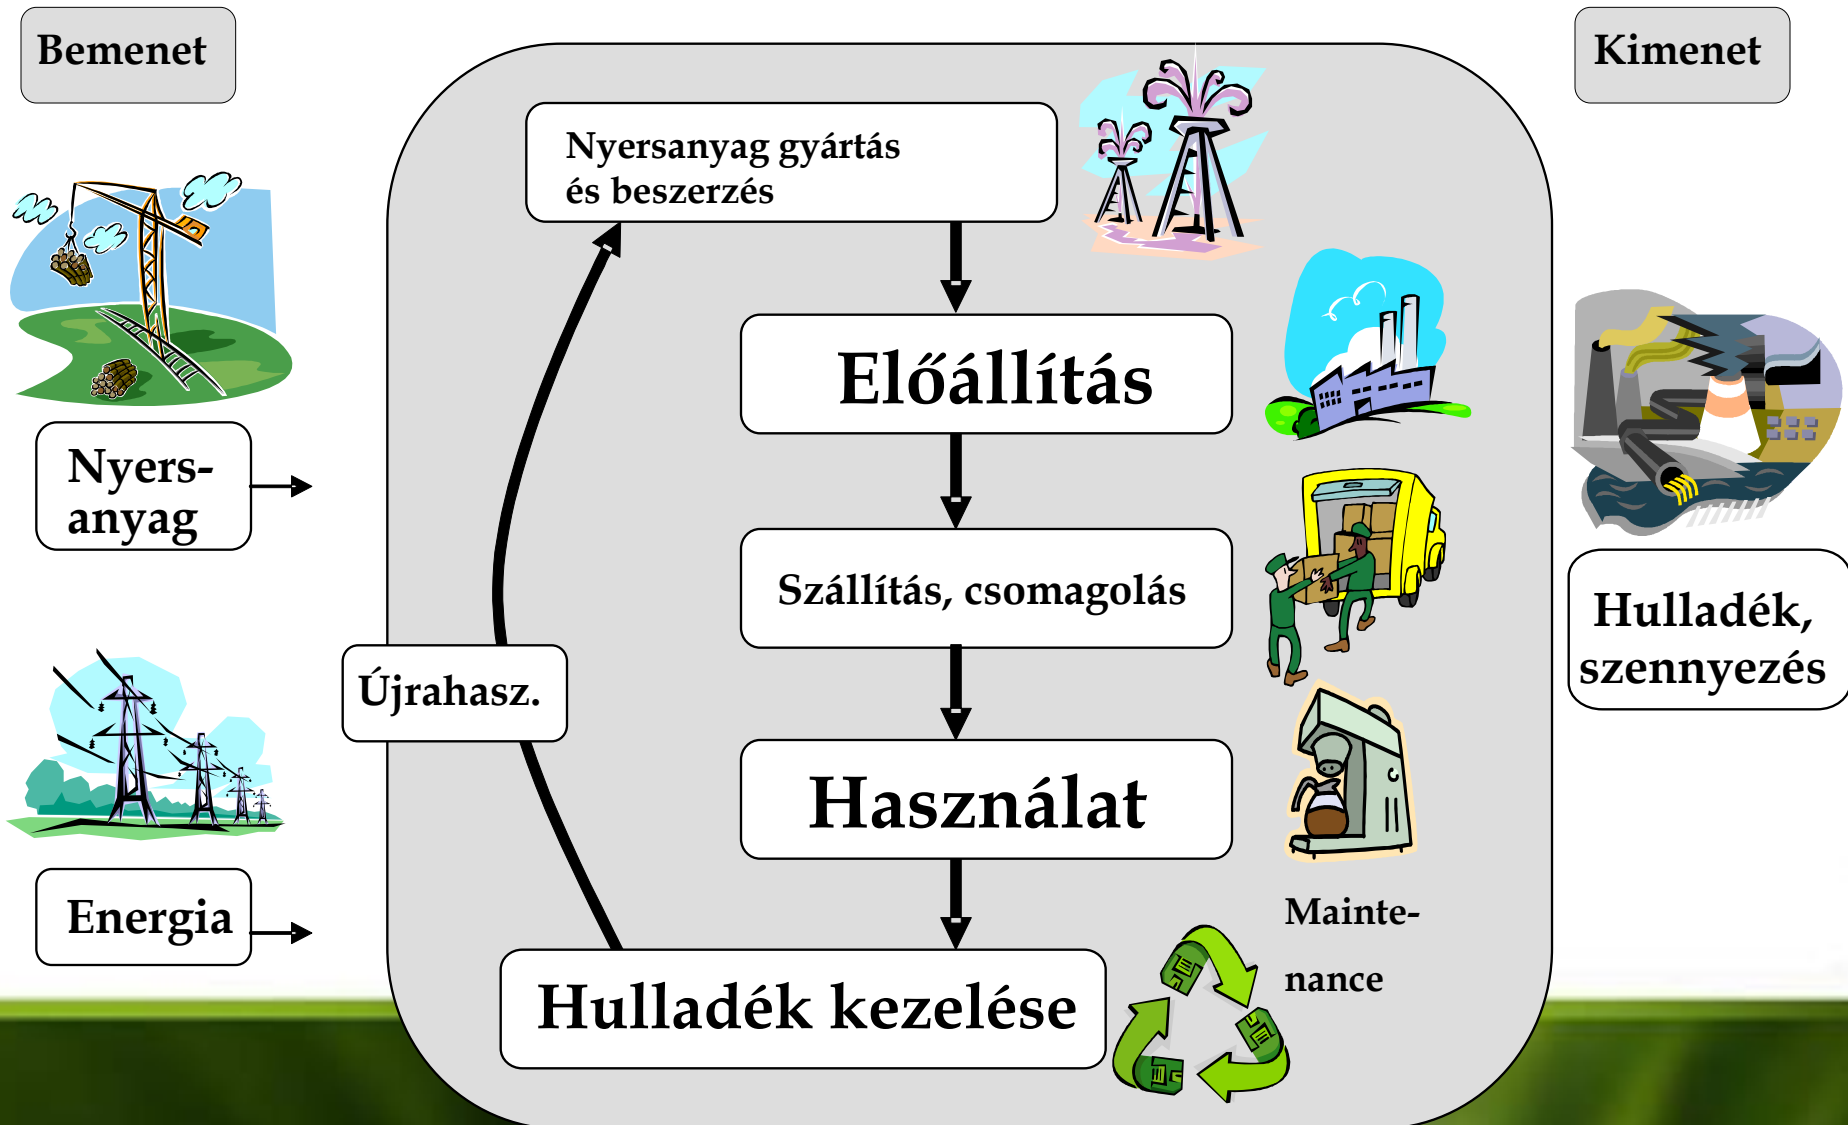 Bemenet
Kimenet
Nyersanyag gyártás
és beszerzés
Előállítás
Nyers-
anyag
Szállítás, csomagolás
Hulladék,
szennyezés
Újrahasz.
Használat
Energia
Mainte-
nance
Hulladék kezelése